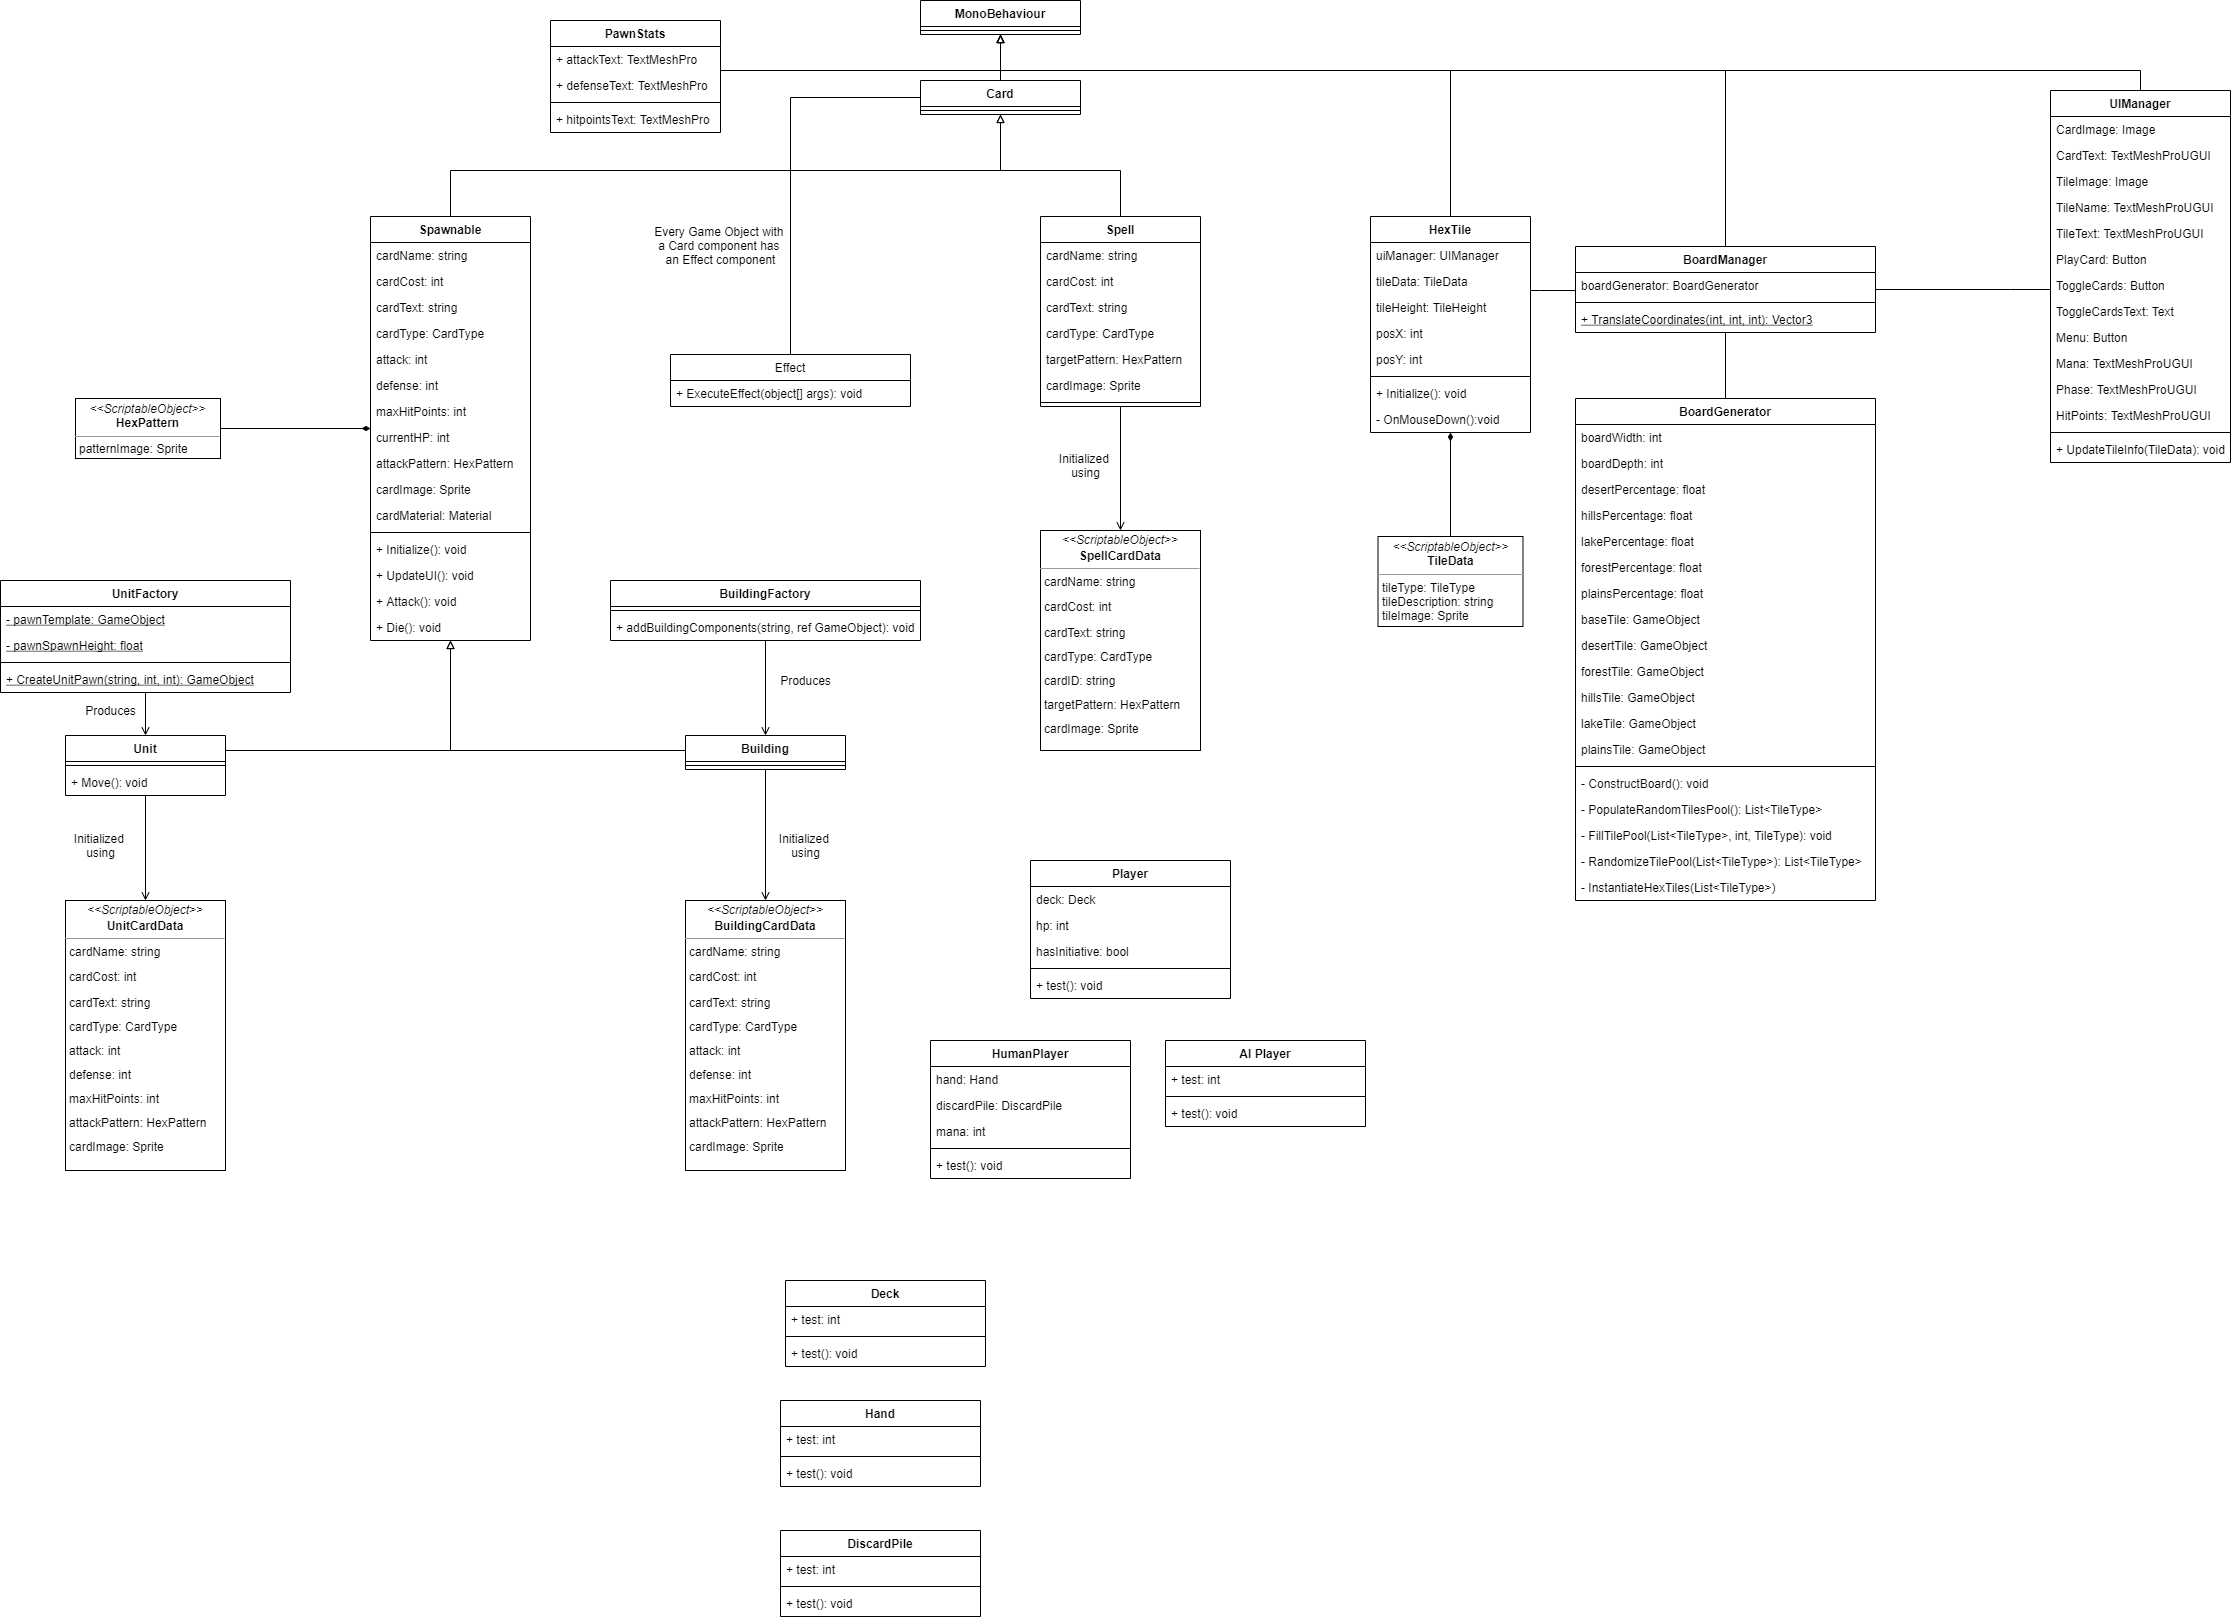 MonoBehaviour
PawnStats
+ attackText: TextMeshPro
+ defenseText: TextMeshPro
+ hitpointsText: TextMeshPro
Card
UIManager
CardImage: Image
CardText: TextMeshProUGUI
TileImage: Image
TileName: TextMeshProUGUI
TileText: TextMeshProUGUI
PlayCard: Button
ToggleCards: Button
ToggleCardsText: Text
Menu: Button
Mana: TextMeshProUGUI
Phase: TextMeshProUGUI
HitPoints: TextMeshProUGUI
+ UpdateTileInfo(TileData): void
Spawnable
cardName: string
cardCost: int
cardText: string
cardType: CardType
attack: int
defense: int
maxHitPoints: int
currentHP: int
attackPattern: HexPattern
cardImage: Sprite
cardMaterial: Material
+ Initialize(): void
+ UpdateUI(): void
+ Attack(): void
+ Die(): void
Every Game Object with
a Card component has
an Effect component
Effect
+ ExecuteEffect(object[] args): void
Spell
cardName: string
cardCost: int
cardText: string
cardType: CardType
targetPattern: HexPattern
cardImage: Sprite
HexTile
uiManager: UIManager
tileData: TileData
tileHeight: TileHeight
posX: int
posY: int
+ Initialize(): void
- OnMouseDown():void
BoardManager
boardGenerator: BoardGenerator
+ TranslateCoordinates(int, int, int): Vector3
<<ScriptableObject>>
HexPattern
patternImage: Sprite
BoardGenerator
boardWidth: int
boardDepth: int
desertPercentage: float
hillsPercentage: float
lakePercentage: float
forestPercentage: float
plainsPercentage: float
baseTile: GameObject
desertTile: GameObject
forestTile: GameObject
hillsTile: GameObject
lakeTile: GameObject
plainsTile: GameObject
- ConstructBoard(): void
- PopulateRandomTilesPool(): List<TileType>
- FillTilePool(List<TileType>, int, TileType): void
- RandomizeTilePool(List<TileType>): List<TileType>
- InstantiateHexTiles(List<TileType>)
Initialized
using
<<ScriptableObject>>
SpellCardData
cardName: string
cardCost: int
cardText: string
cardType: CardType
cardID: string
targetPattern: HexPattern
cardImage: Sprite
<<ScriptableObject>>
TileData
tileType: TileType
tileDescription: string
tileImage: Sprite
UnitFactory
- pawnTemplate: GameObject
- pawnSpawnHeight: float
+ CreateUnitPawn(string, int, int): GameObject
BuildingFactory
+ addBuildingComponents(string, ref GameObject): void
Produces
Produces
Unit
+ Move(): void
Building
Initialized
using
Initialized
using
<<ScriptableObject>>
UnitCardData
cardName: string
cardCost: int
cardText: string
cardType: CardType
attack: int
defense: int
maxHitPoints: int
attackPattern: HexPattern
cardImage: Sprite
<<ScriptableObject>>
BuildingCardData
cardName: string
cardCost: int
cardText: string
cardType: CardType
attack: int
defense: int
maxHitPoints: int
attackPattern: HexPattern
cardImage: Sprite
Player
deck: Deck
hp: int
hasInitiative: bool
+ test(): void
HumanPlayer
hand: Hand
discardPile: DiscardPile
mana: int
+ test(): void
AI Player
+ test: int
+ test(): void
Deck
+ test: int
+ test(): void
Hand
+ test: int
+ test(): void
DiscardPile
+ test: int
+ test(): void